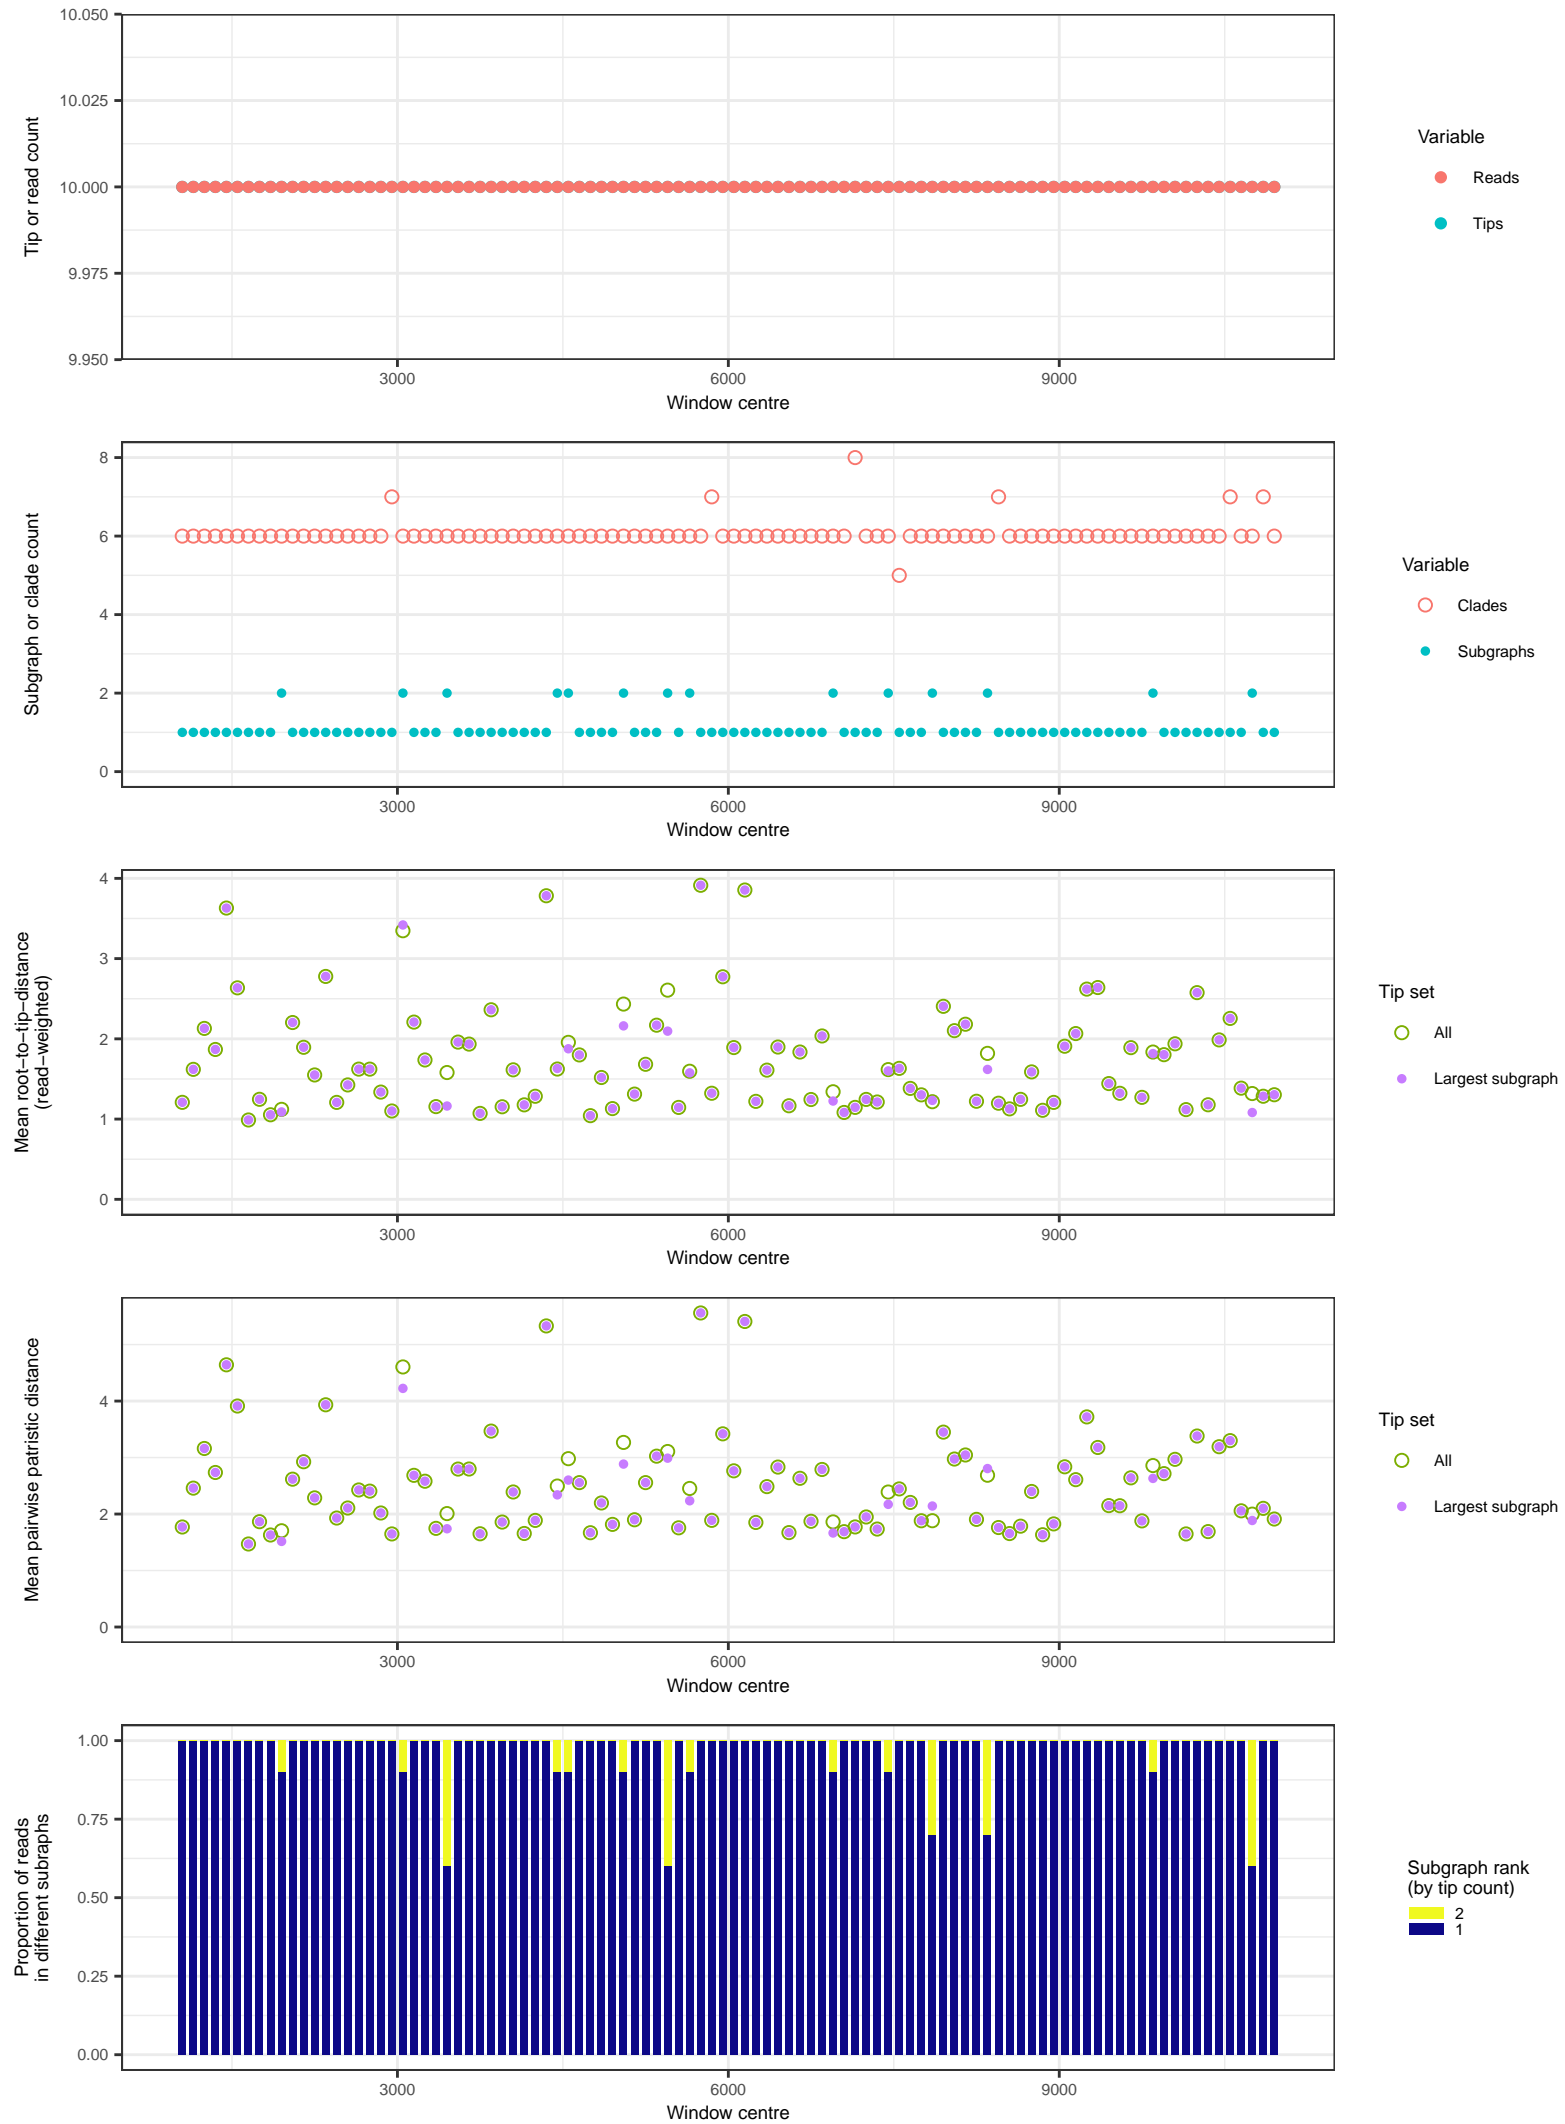 10.050
10.025
10.000
9.975
9.950
Tip or read count
3000
6000
9000
Window centre
Variable
Reads
Tips
8
6
4
2
0
Subgraph or clade count
3000
6000
9000
Window centre
Variable
Clades
Subgraphs
4
3
2
1
0
Mean root−to−tip−distance
(read−weighted)
3000
6000
9000
Window centre
Tip set
All
Largest subgraph
4
2
0
Mean pairwise patristic distance
3000
6000
9000
Window centre
Tip set
All
Largest subgraph
1.00
0.75
0.50
0.25
0.00
Proportion of reads
in different subraphs
3000
6000
9000
Window centre
Subgraph rank
(by tip count)
2
1